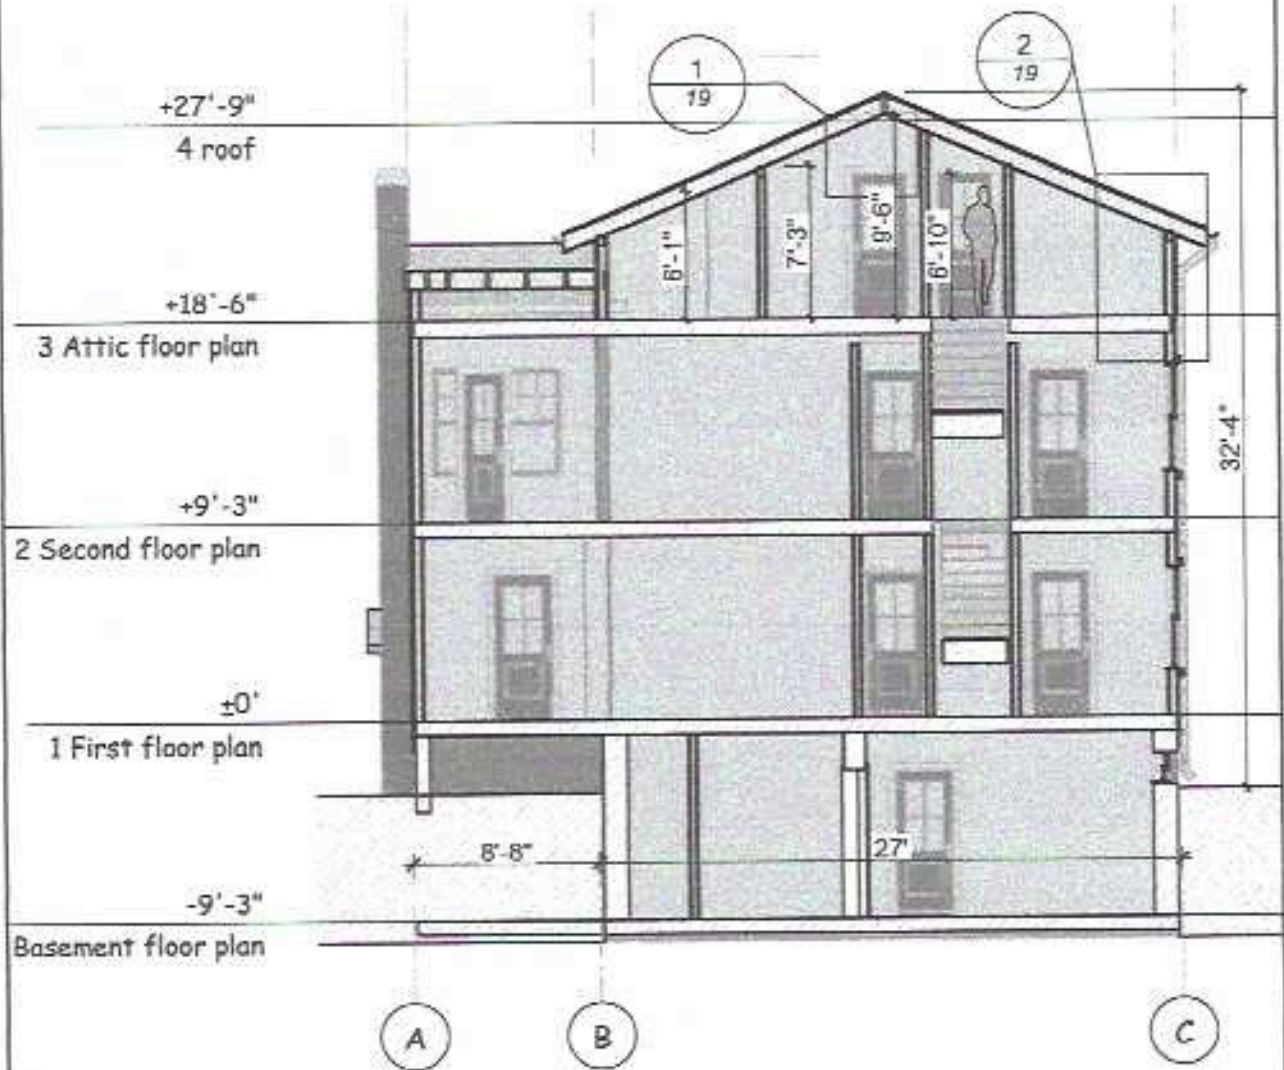 1
19
2
19
+27'-9"
4 roof
6'-1"
7'-3"
9'-6"
6'-10"
+18'-6"
3 Attic floor plan
32'-4"
+9'-3"
2 Second floor plan
±0'
1 First floor plan
8'-8"
27'
-9'-3"
Basement floor plan
A
B
C